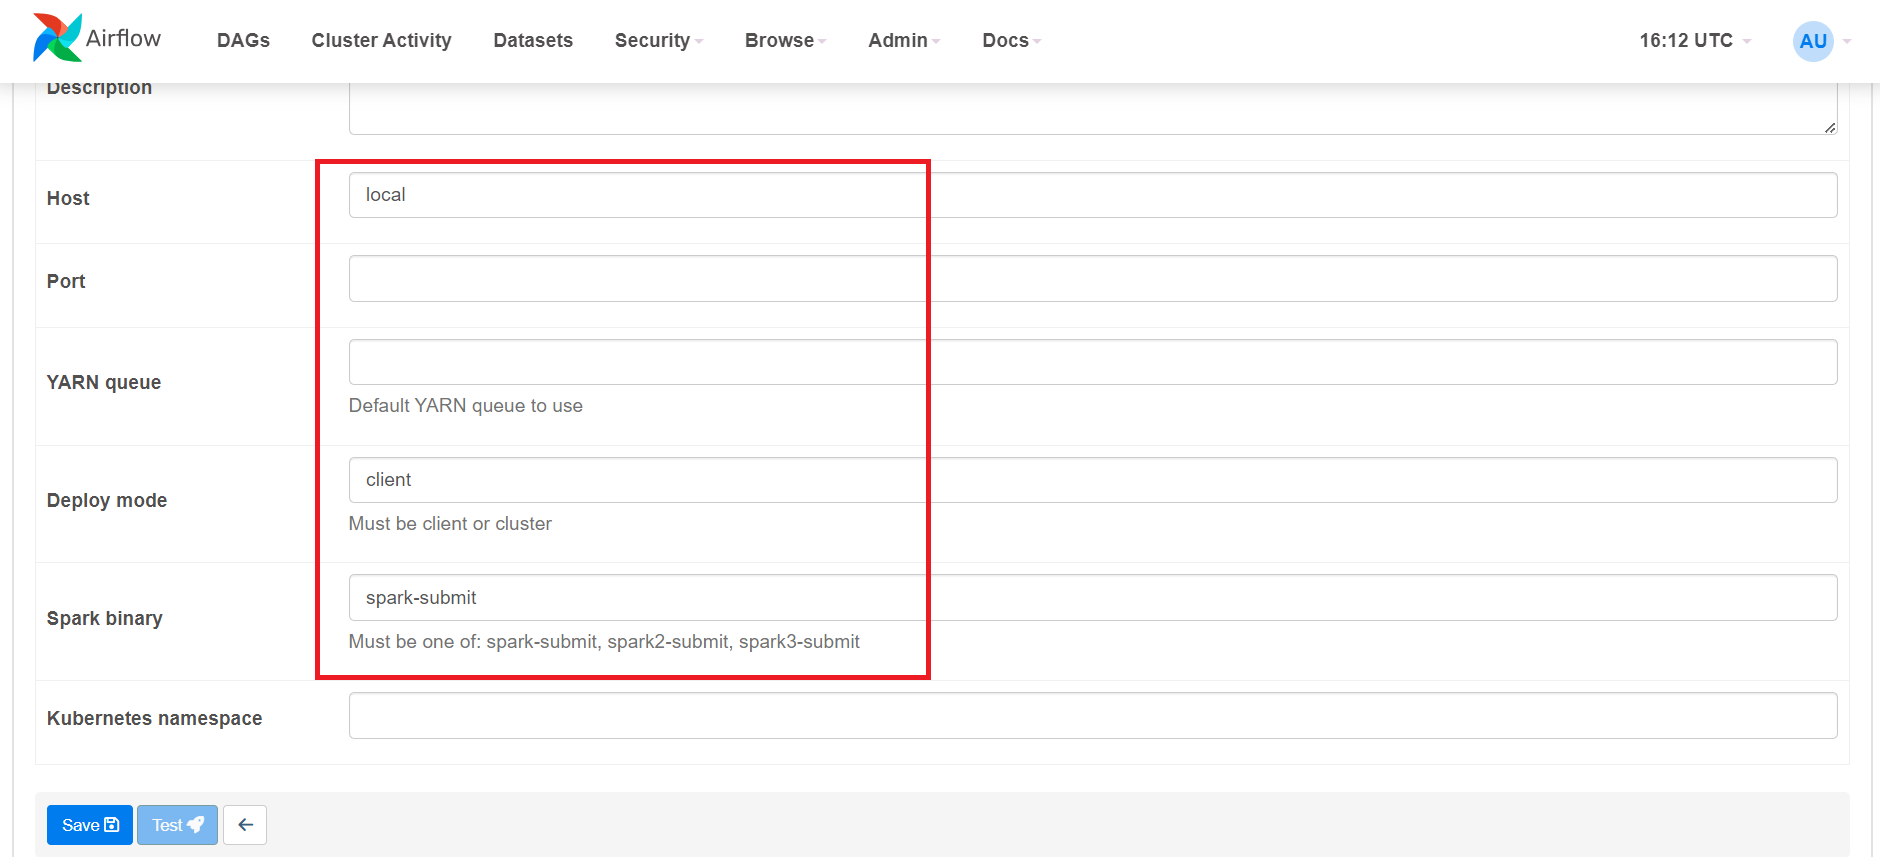 Airflow DAGs Cluster Activity Datasets Security Browse Admin Docs 16:12 UTC AU
Description
Host local
Port
YARN queue
Default YARN queue to use
Deploy mode client
Must be client or cluster
Spark binary spark-submit
Must be one of: spark-submit, spark2-submit, spark3-submit
Kubernetes namespace
Save Test